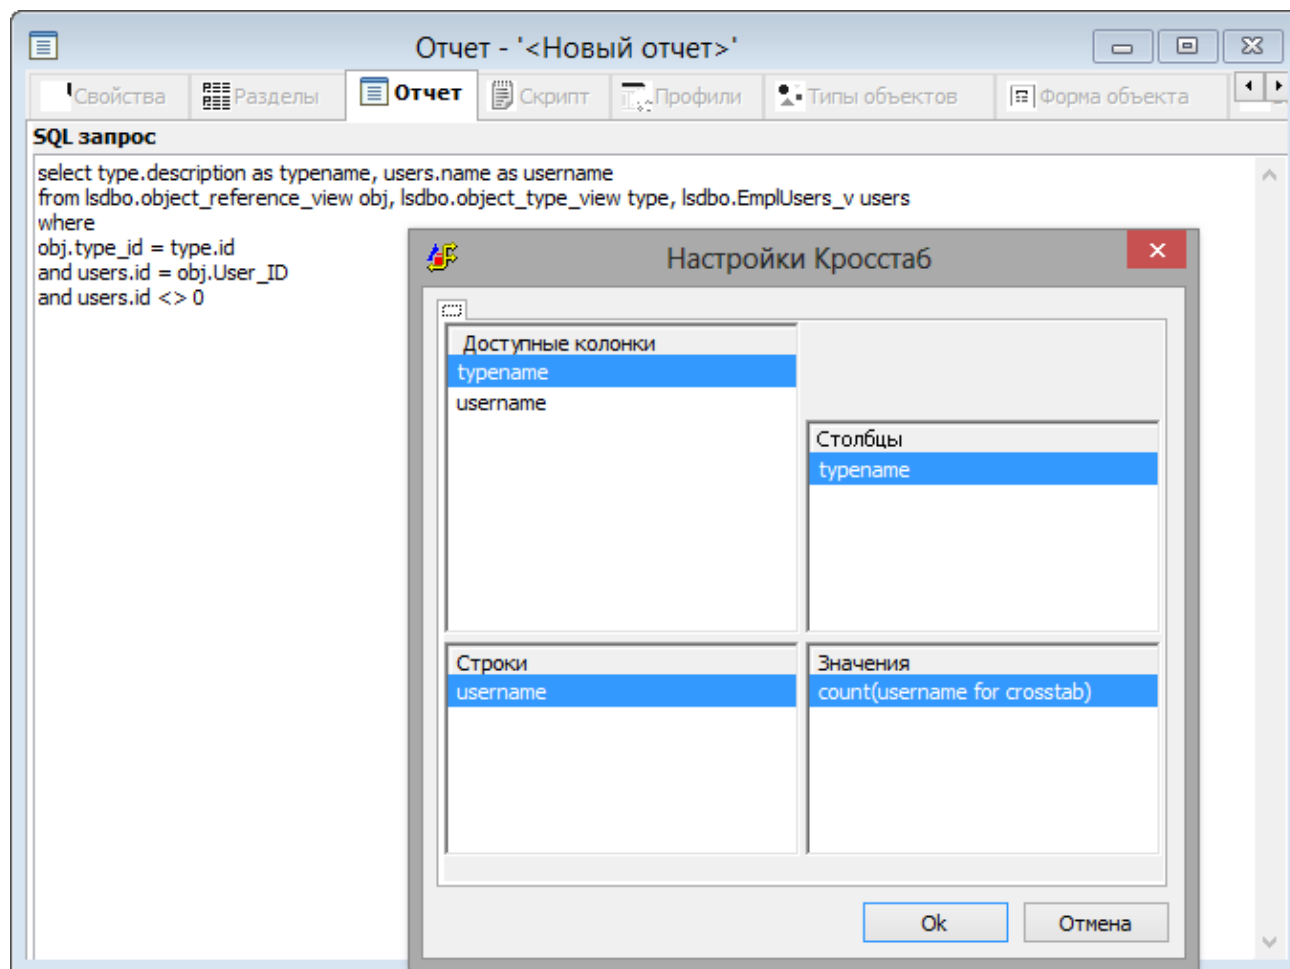 Отчет - '<Новый отчет>'
Свойства Разделы Отчет Скрипт Профили Типы объектов Форма объекта
SQL запрос
select type.description as typename, users.name as username
from lsdbo.object_reference_view obj, lsdbo.object_type_view type, lsdbo.EmplUsers_v users
where
obj.type_id = type.id
and users.id = obj.User_ID
and users.id <> 0
Настройки Кросстаб
Доступные колонки
typename
username
Столбцы
typename
Строки
username
Значения
count(username for crosstab)
Ok Отмена